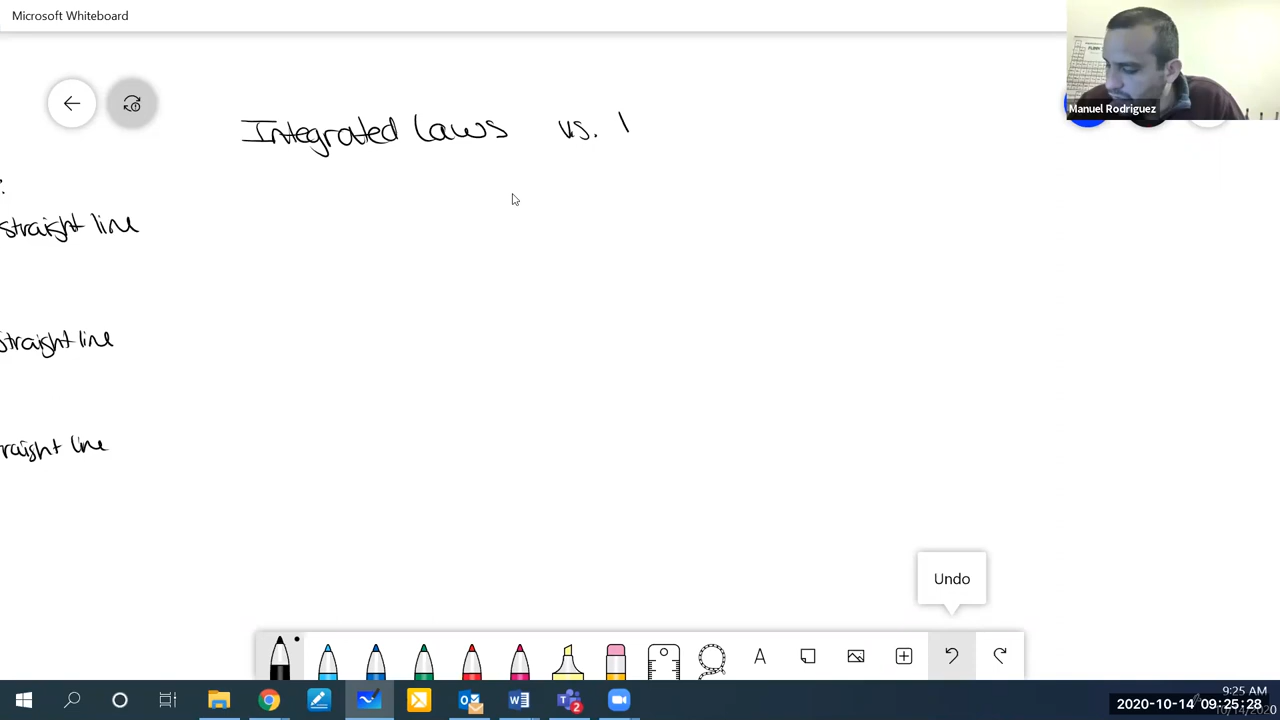 Microsoft Whiteboard
Manuel Rodriguez
Integrated Laws vs.
straight line
straight line
raight line
Undo
A
2
9:25 AM
2020-10-14 09:25:28